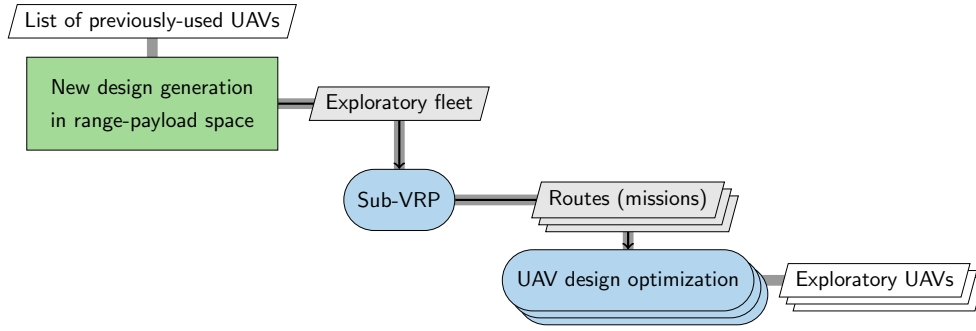 List of previously-used UAVs
New design generation
in range-payload space
Exploratory fleet
Sub-VRP
Routes (missions)
UAV design optimization
Exploratory UAVs